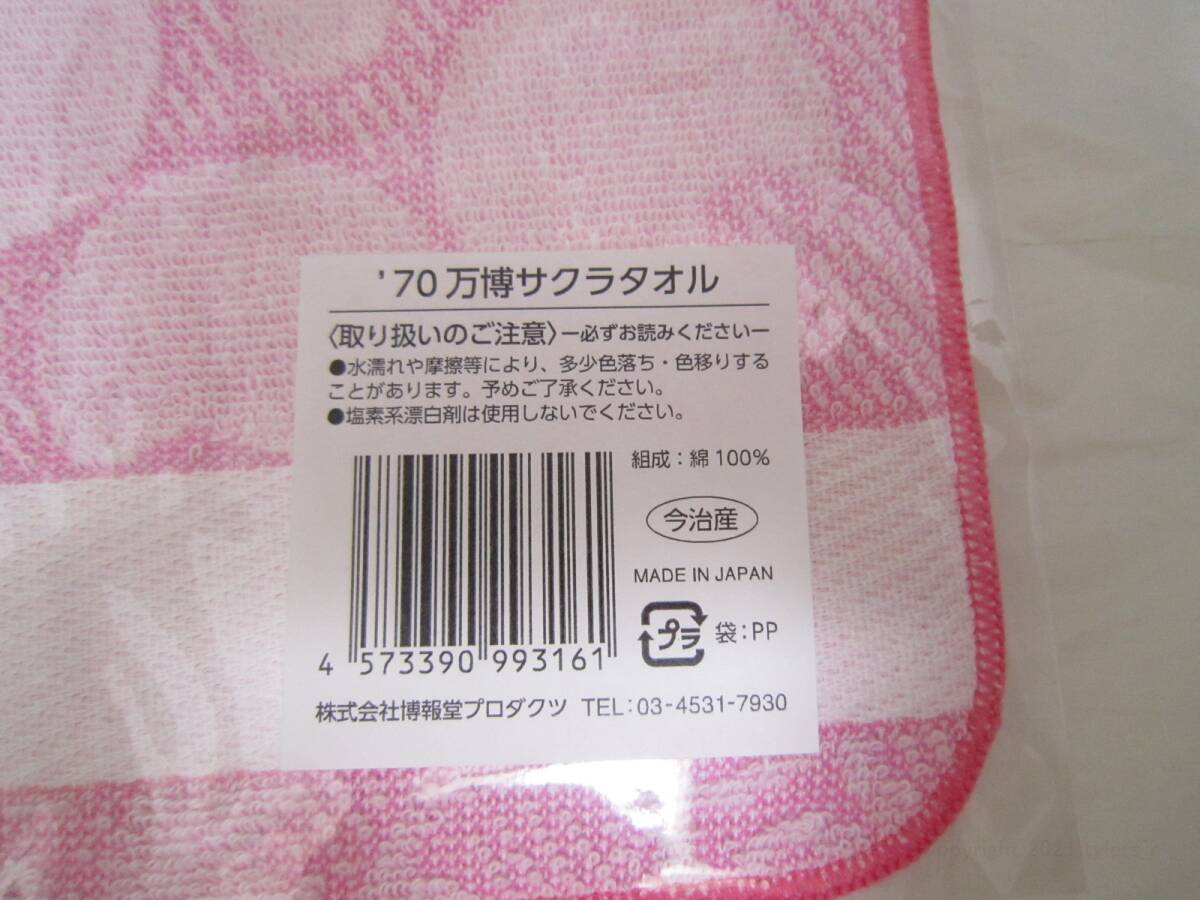 '70万博サクラタオル
〈取り扱いのご注意〉ー必ずお読みくださいー
●水濡れや摩擦等により、多少色落ち・色移りする
ことがあります。予めご了承ください。
●塩素系漂白剤は使用しないでください。
組成：綿100%
今治産
MADE IN JAPAN
プラ 袋：PP
4 573390 993161
株式会社博報堂プロダクツ TEL：03-4531-7930